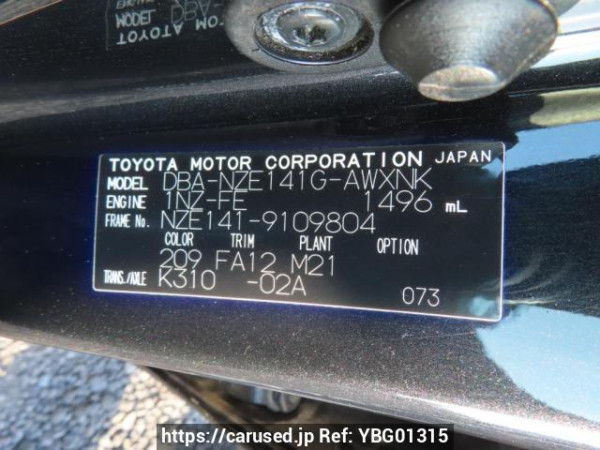 TOYOTA MOTOR CORPORATION JAPAN
MODEL DBA-NZE141G-AWXNK
ENGINE 1NZ-FE 1496 mL
FRAME No. NZE141-9109804
COLOR TRIM PLANT OPTION
209 FA12 M21
TRANS./AXLE K310 -02A
073
https://carused.jp Ref: YBG01315